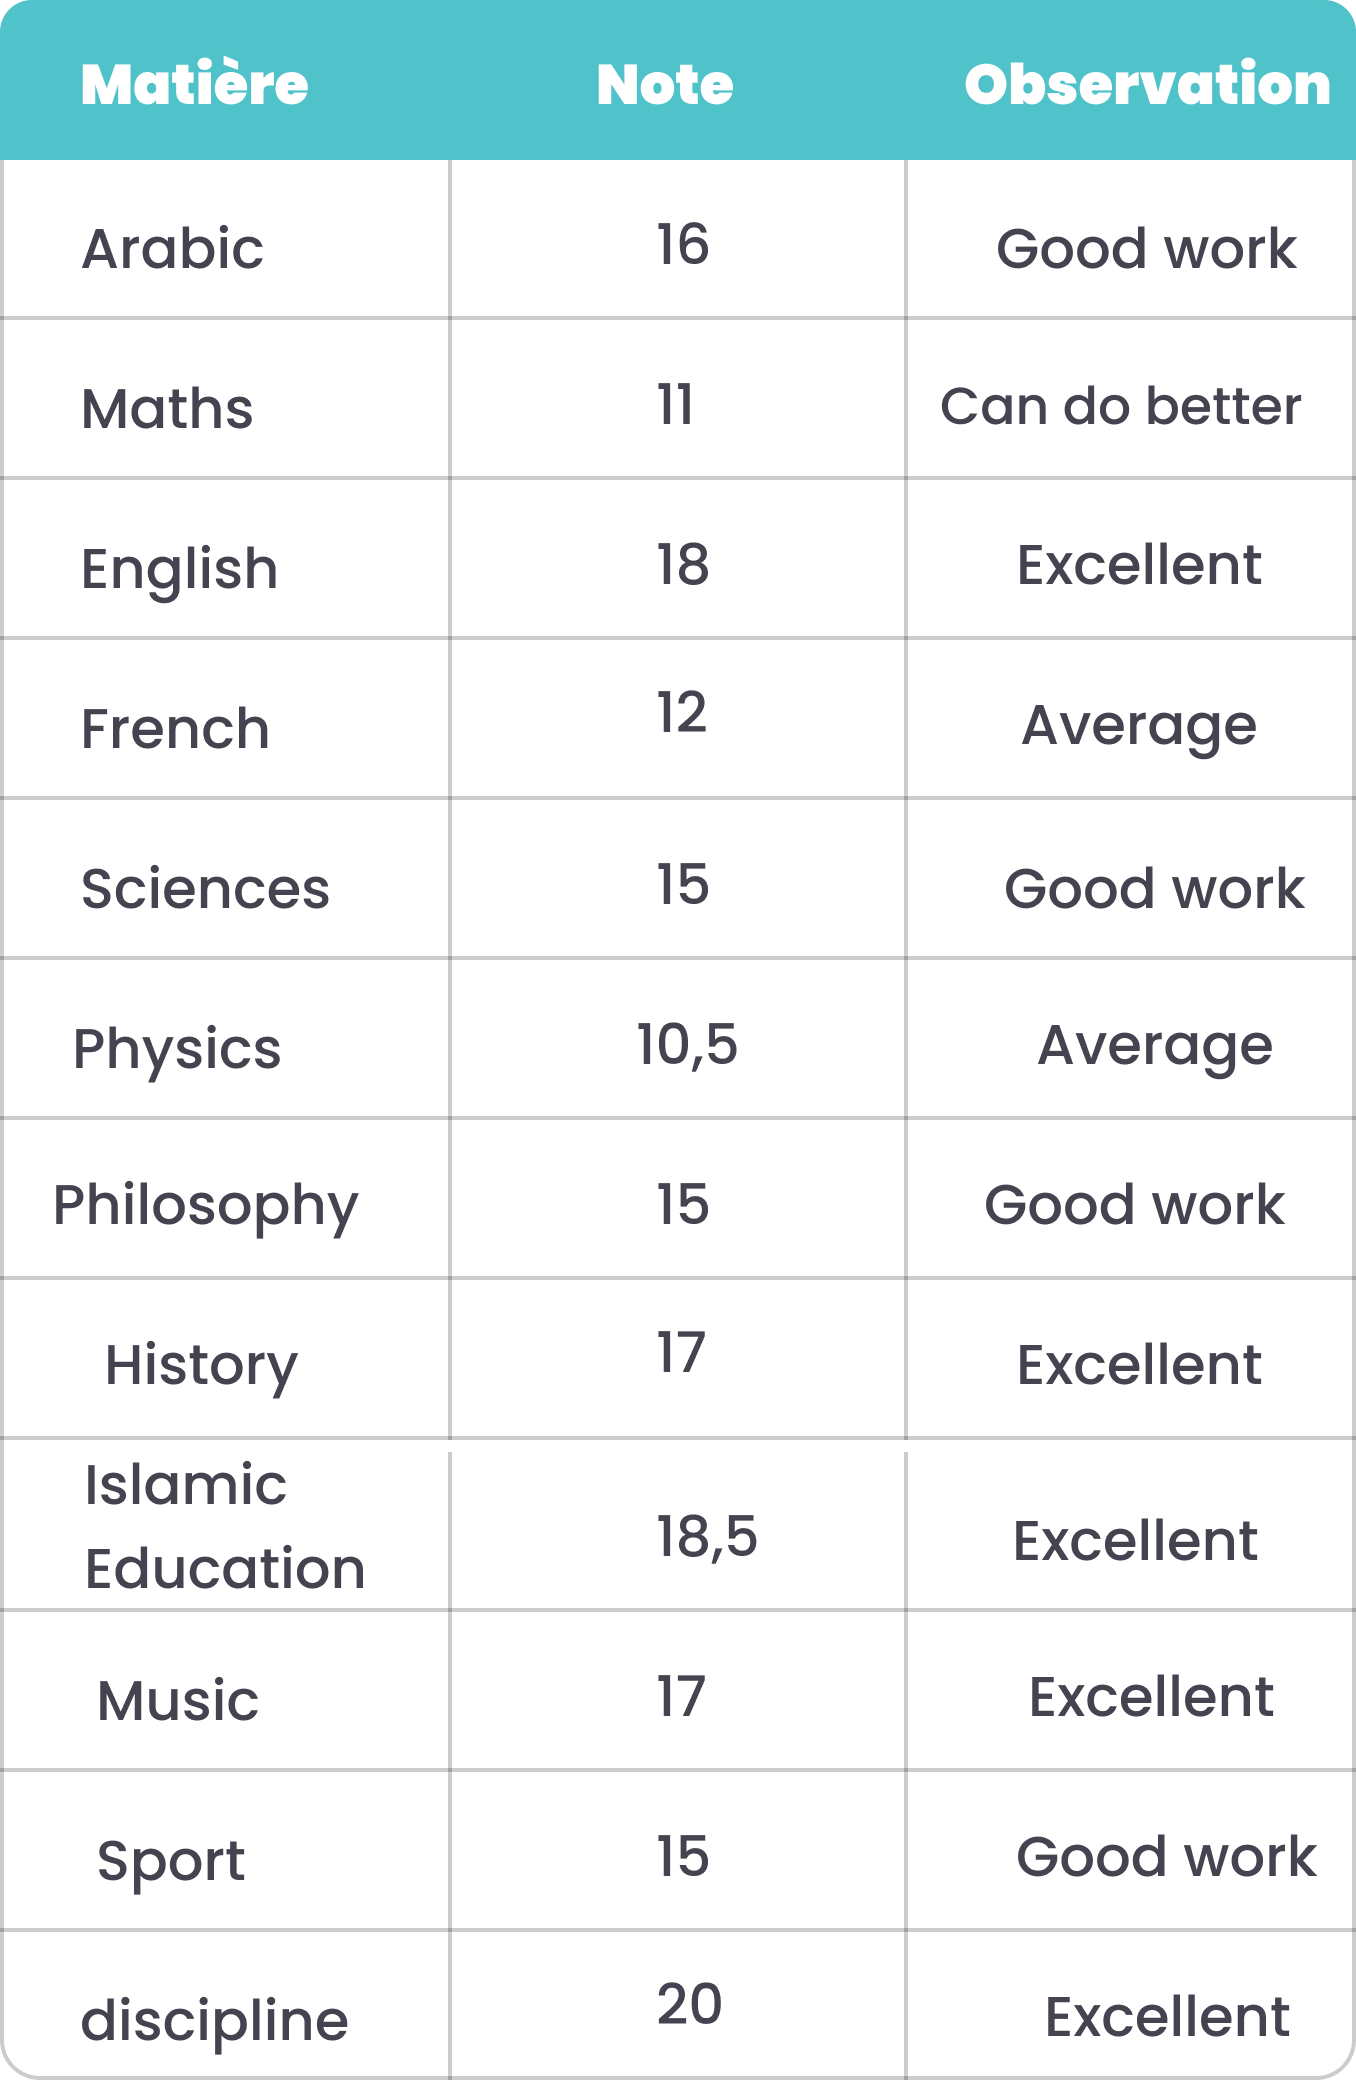 Matière Note Observation
Arabic 16 Good work
Maths 11 Can do better
English 18 Excellent
French 12 Average
Sciences 15 Good work
Physics 10,5 Average
Philosophy 15 Good work
History 17 Excellent
Islamic
Education 18,5 Excellent
Music 17 Excellent
Sport 15 Good work
discipline 20 Excellent